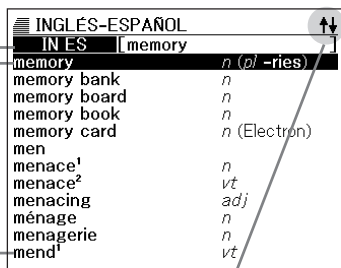 INGLÉS-ESPAÑOL
IN ES [memory ]
memory n (pl -ries)
memory bank n
memory board n
memory book n
memory card n (Electron)
men
menace¹ n
menace² vt
menacing adj
ménage n
menagerie n
mend¹ vt